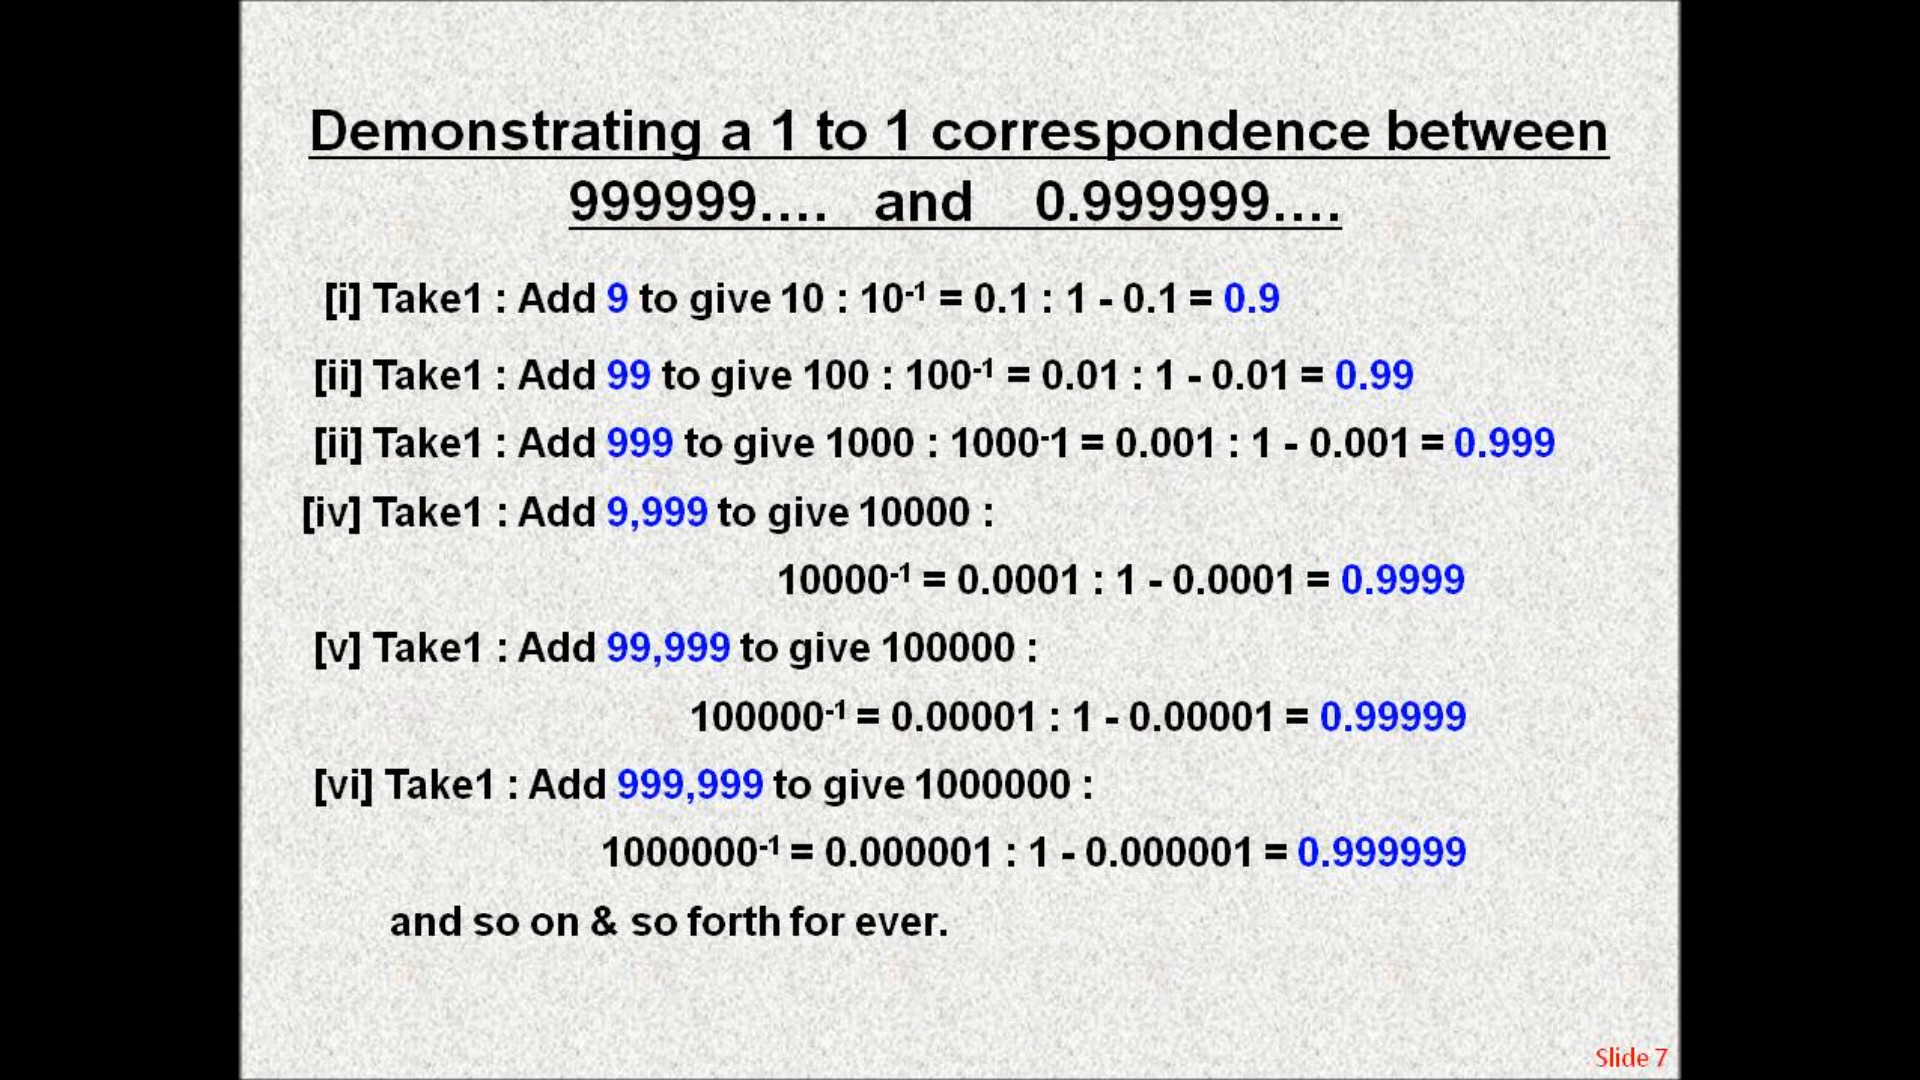 Demonstrating a 1 to 1 correspondence between
999999.... and 0.999999....
[i] Take1 : Add 9 to give 10 : 10⁻¹ = 0.1 : 1 - 0.1 = 0.9
[ii] Take1 : Add 99 to give 100 : 100⁻¹ = 0.01 : 1 - 0.01 = 0.99
[ii] Take1 : Add 999 to give 1000 : 1000⁻1 = 0.001 : 1 - 0.001 = 0.999
[iv] Take1 : Add 9,999 to give 10000 :
10000⁻¹ = 0.0001 : 1 - 0.0001 = 0.9999
[v] Take1 : Add 99,999 to give 100000 :
100000⁻¹ = 0.00001 : 1 - 0.00001 = 0.99999
[vi] Take1 : Add 999,999 to give 1000000 :
1000000⁻¹ = 0.000001 : 1 - 0.000001 = 0.999999
and so on & so forth for ever.
Slide 7